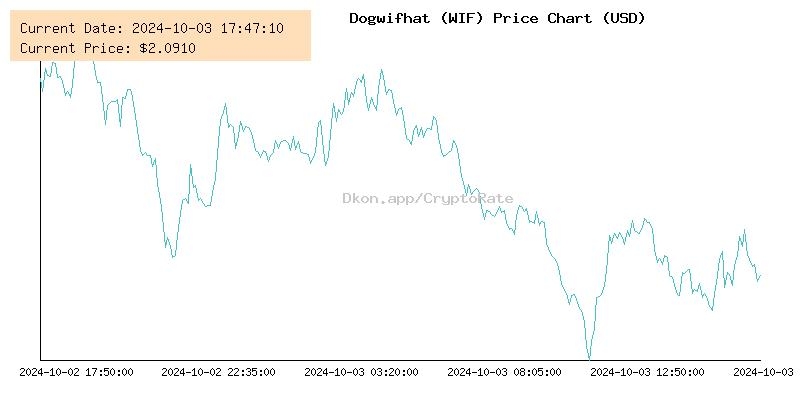 Dogwifhat (WIF) Price Chart (USD)
Current Date: 2024-10-03 17:47:10
Current Price: $2.0910
Dkon.app/CryptoRate
2024-10-02 17:50:00 2024-10-02 22:35:00 2024-10-03 03:20:00 2024-10-03 08:05:00 2024-10-03 12:50:00 2024-10-03